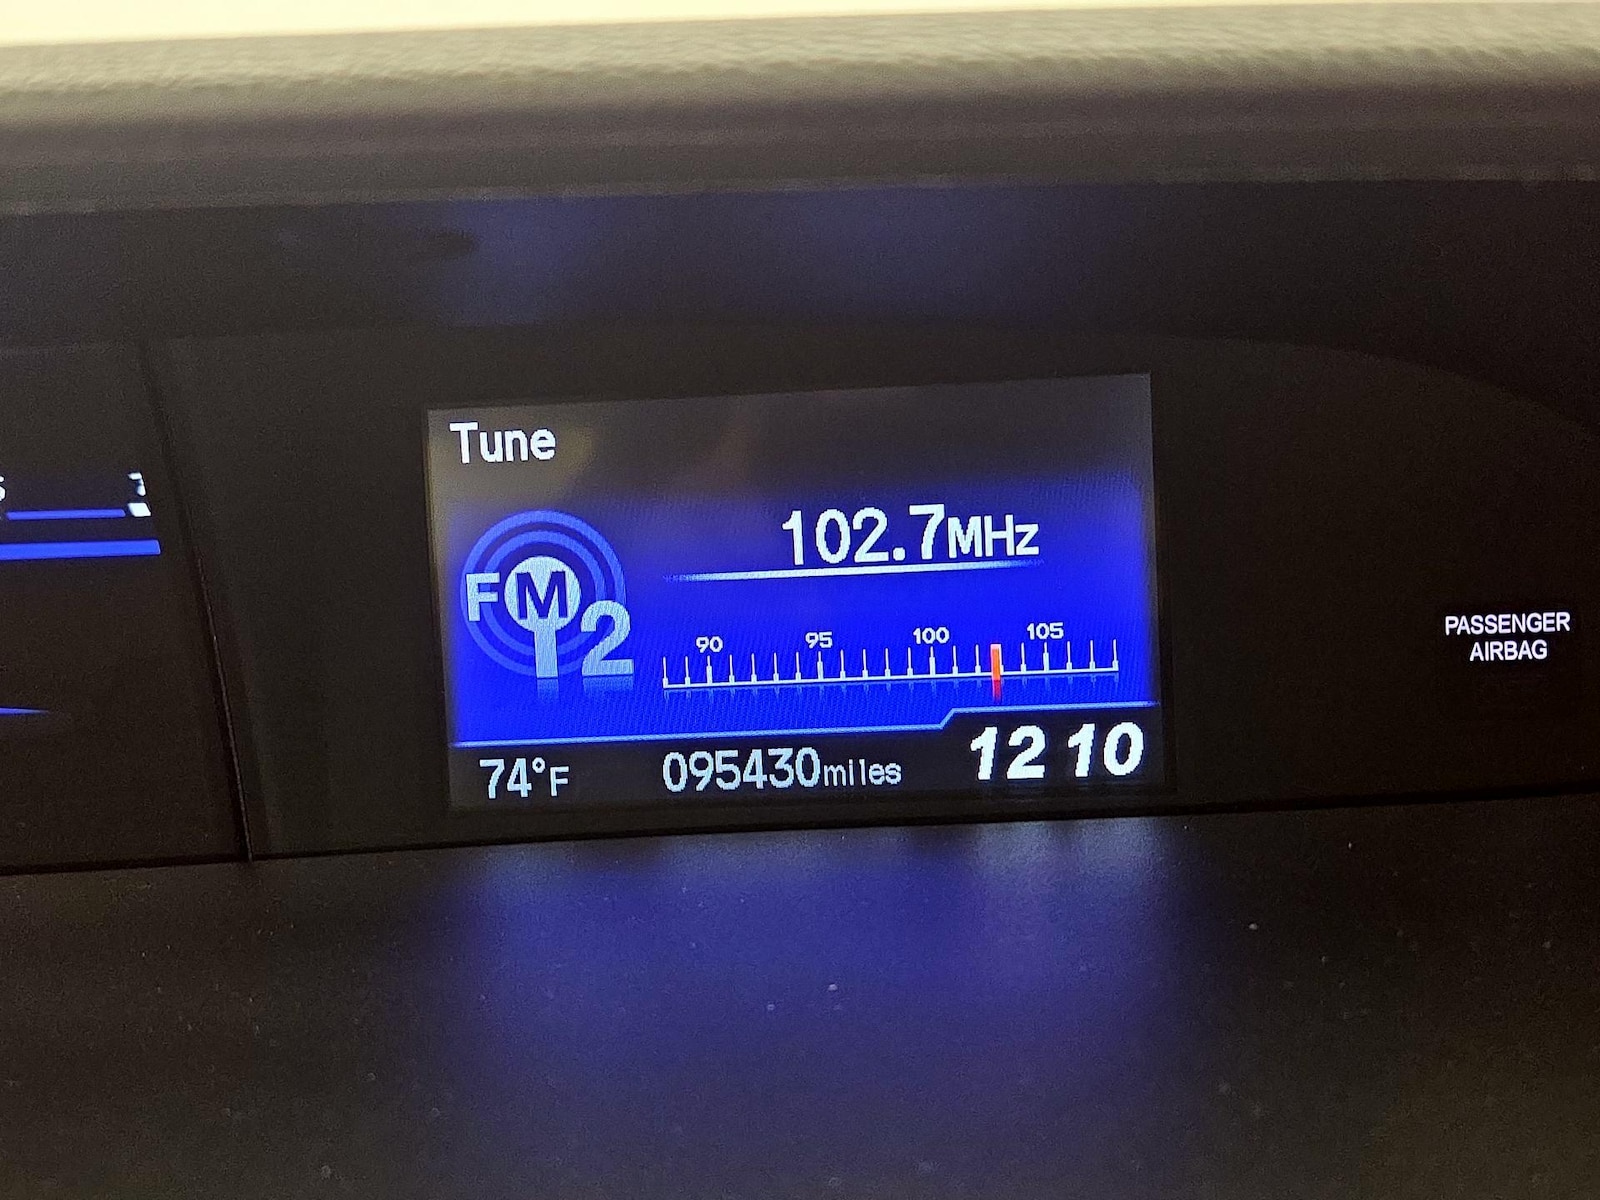 Tune
102.7MHz
FM
2
90 95 100 105
74°F 095430miles 12 10
PASSENGER
AIRBAG